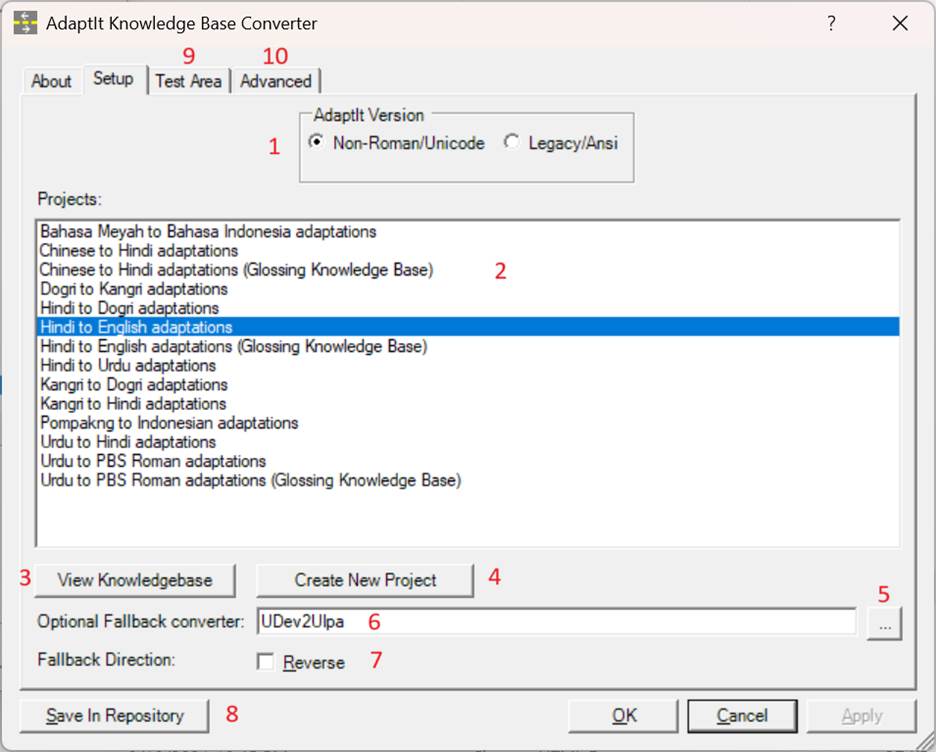 AdaptIt Knowledge Base Converter ?
9 10
About Setup Test Area Advanced
AdaptIt Version
1 Non-Roman/Unicode Legacy/Ansi
Projects:
Bahasa Meyah to Bahasa Indonesia adaptations
Chinese to Hindi adaptations
Chinese to Hindi adaptations (Glossing Knowledge Base) 2
Dogri to Kangri adaptations
Hindi to Dogri adaptations
Hindi to English adaptations
Hindi to English adaptations (Glossing Knowledge Base)
Hindi to Urdu adaptations
Kangri to Dogri adaptations
Kangri to Hindi adaptations
Pompakng to Indonesian adaptations
Urdu to Hindi adaptations
Urdu to PBS Roman adaptations
Urdu to PBS Roman adaptations (Glossing Knowledge Base)
3 View Knowledgebase Create New Project 4
5
Optional Fallback converter: UDev2UIpa 6 ...
Fallback Direction: Reverse 7
Save In Repository 8 OK Cancel Apply